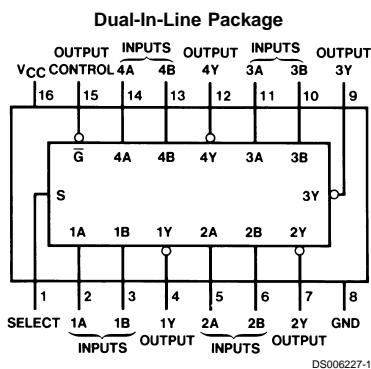 Dual-In-Line Package
INPUTS INPUTS
OUTPUT OUTPUT OUTPUT
VCC CONTROL 4A 4B 4Y 3A 3B 3Y
16 15 14 13 12 11 10 9
G 4A 4B 4Y 3A 3B
S 3Y
1A 1B 1Y 2A 2B 2Y
1 2 3 4 5 6 7 8
SELECT 1A 1B 1Y 2A 2B 2Y GND
OUTPUT OUTPUT
INPUTS INPUTS
DS006227-1